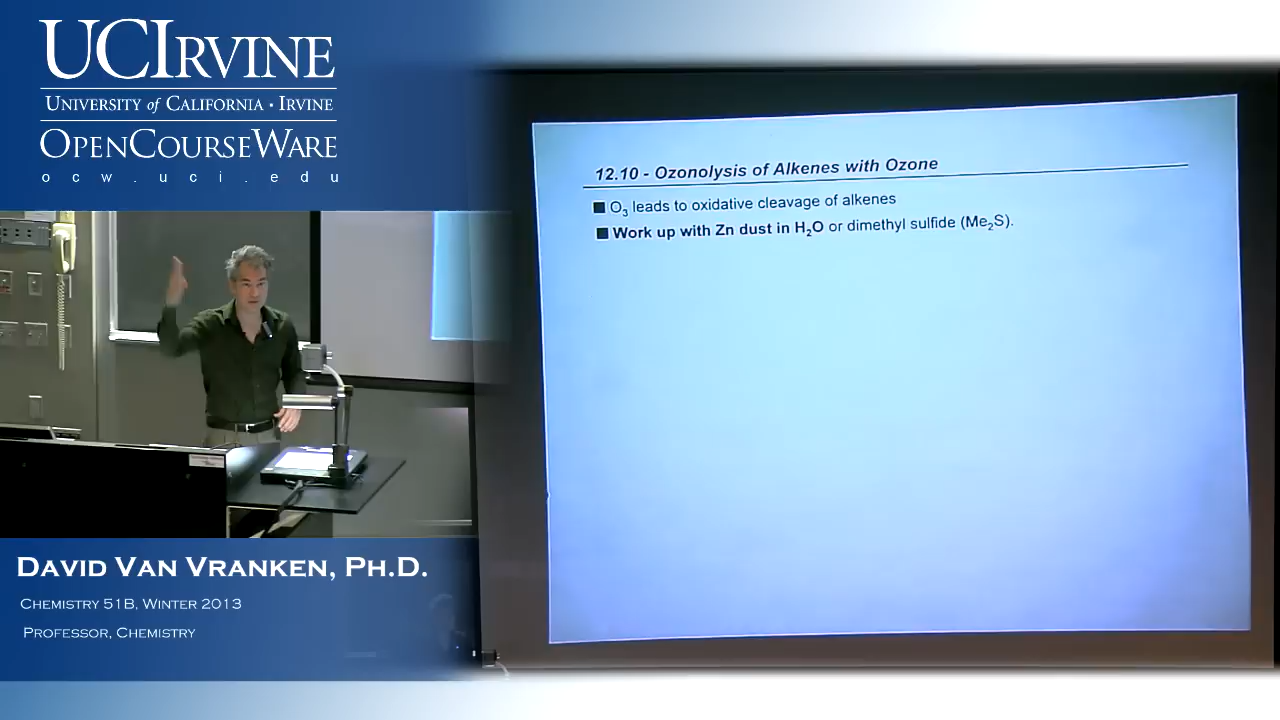 UCIRVINE
UNIVERSITY of CALIFORNIA · IRVINE
OPENCOURSEWARE
ocw.uci.edu
12.10 - Ozonolysis of Alkenes with Ozone
■ O3 leads to oxidative cleavage of alkenes
■ Work up with Zn dust in H2O or dimethyl sulfide (Me2S).
DAVID VAN VRANKEN, PH.D.
CHEMISTRY 51B, WINTER 2013
PROFESSOR, CHEMISTRY